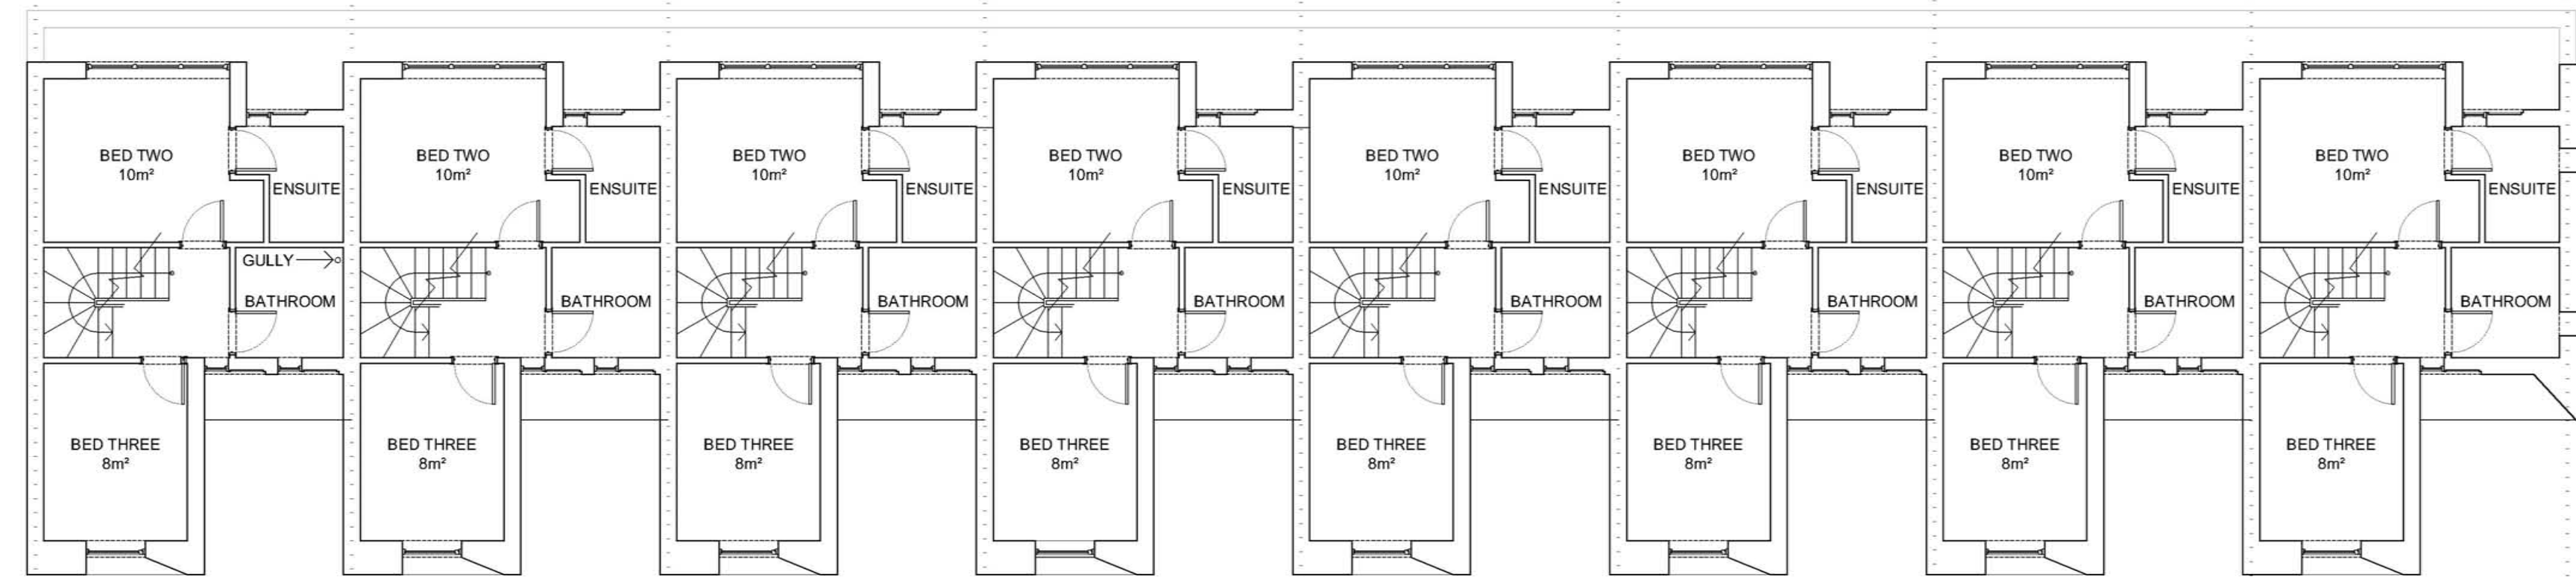 BED TWO
10m²
ENSUITE
BED TWO
10m²
ENSUITE
BED TWO
10m²
ENSUITE
BED TWO
10m²
ENSUITE
BED TWO
10m²
ENSUITE
BED TWO
10m²
ENSUITE
BED TWO
10m²
ENSUITE
BED TWO
10m²
ENSUITE
GULLY
BATHROOM
BATHROOM
BATHROOM
BATHROOM
BATHROOM
BATHROOM
BATHROOM
BATHROOM
BED THREE
8m²
BED THREE
8m²
BED THREE
8m²
BED THREE
8m²
BED THREE
8m²
BED THREE
8m²
BED THREE
8m²
BED THREE
8m²